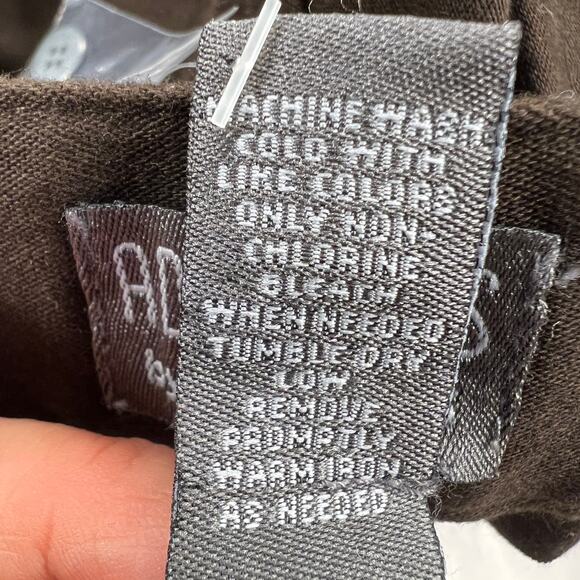 MACHINE WASH
COLD WITH
LIKE COLORS
ONLY NON.
CHLORINE
BLEACH
WHEN NEEDED
TUMBLE DRY
LOW
REMOVE
PROMPTLY
WARM IRON
AS NEEDED